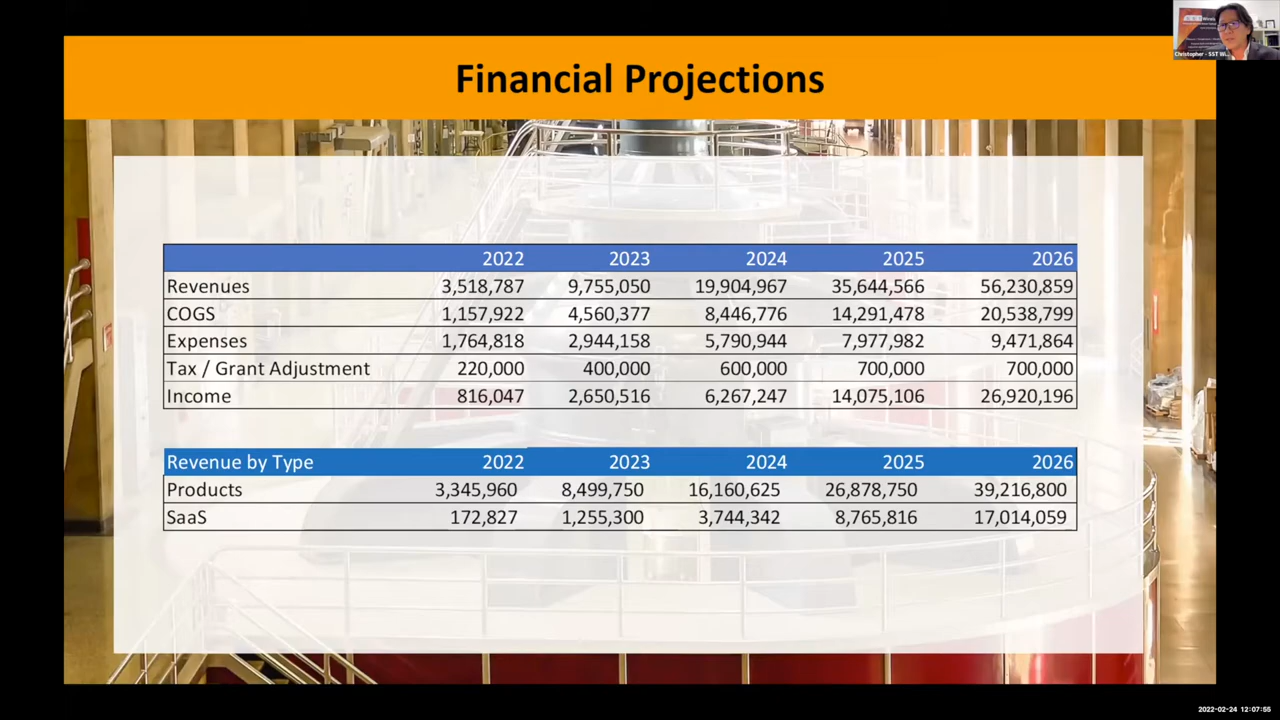 Financial Projections
Christopher - SST Wi...
2022 2023 2024 2025 2026
Revenues 3,518,787 9,755,050 19,904,967 35,644,566 56,230,859
COGS 1,157,922 4,560,377 8,446,776 14,291,478 20,538,799
Expenses 1,764,818 2,944,158 5,790,944 7,977,982 9,471,864
Tax / Grant Adjustment 220,000 400,000 600,000 700,000 700,000
Income 816,047 2,650,516 6,267,247 14,075,106 26,920,196
Revenue by Type 2022 2023 2024 2025 2026
Products 3,345,960 8,499,750 16,160,625 26,878,750 39,216,800
SaaS 172,827 1,255,300 3,744,342 8,765,816 17,014,059
2022-02-24 12:07:55